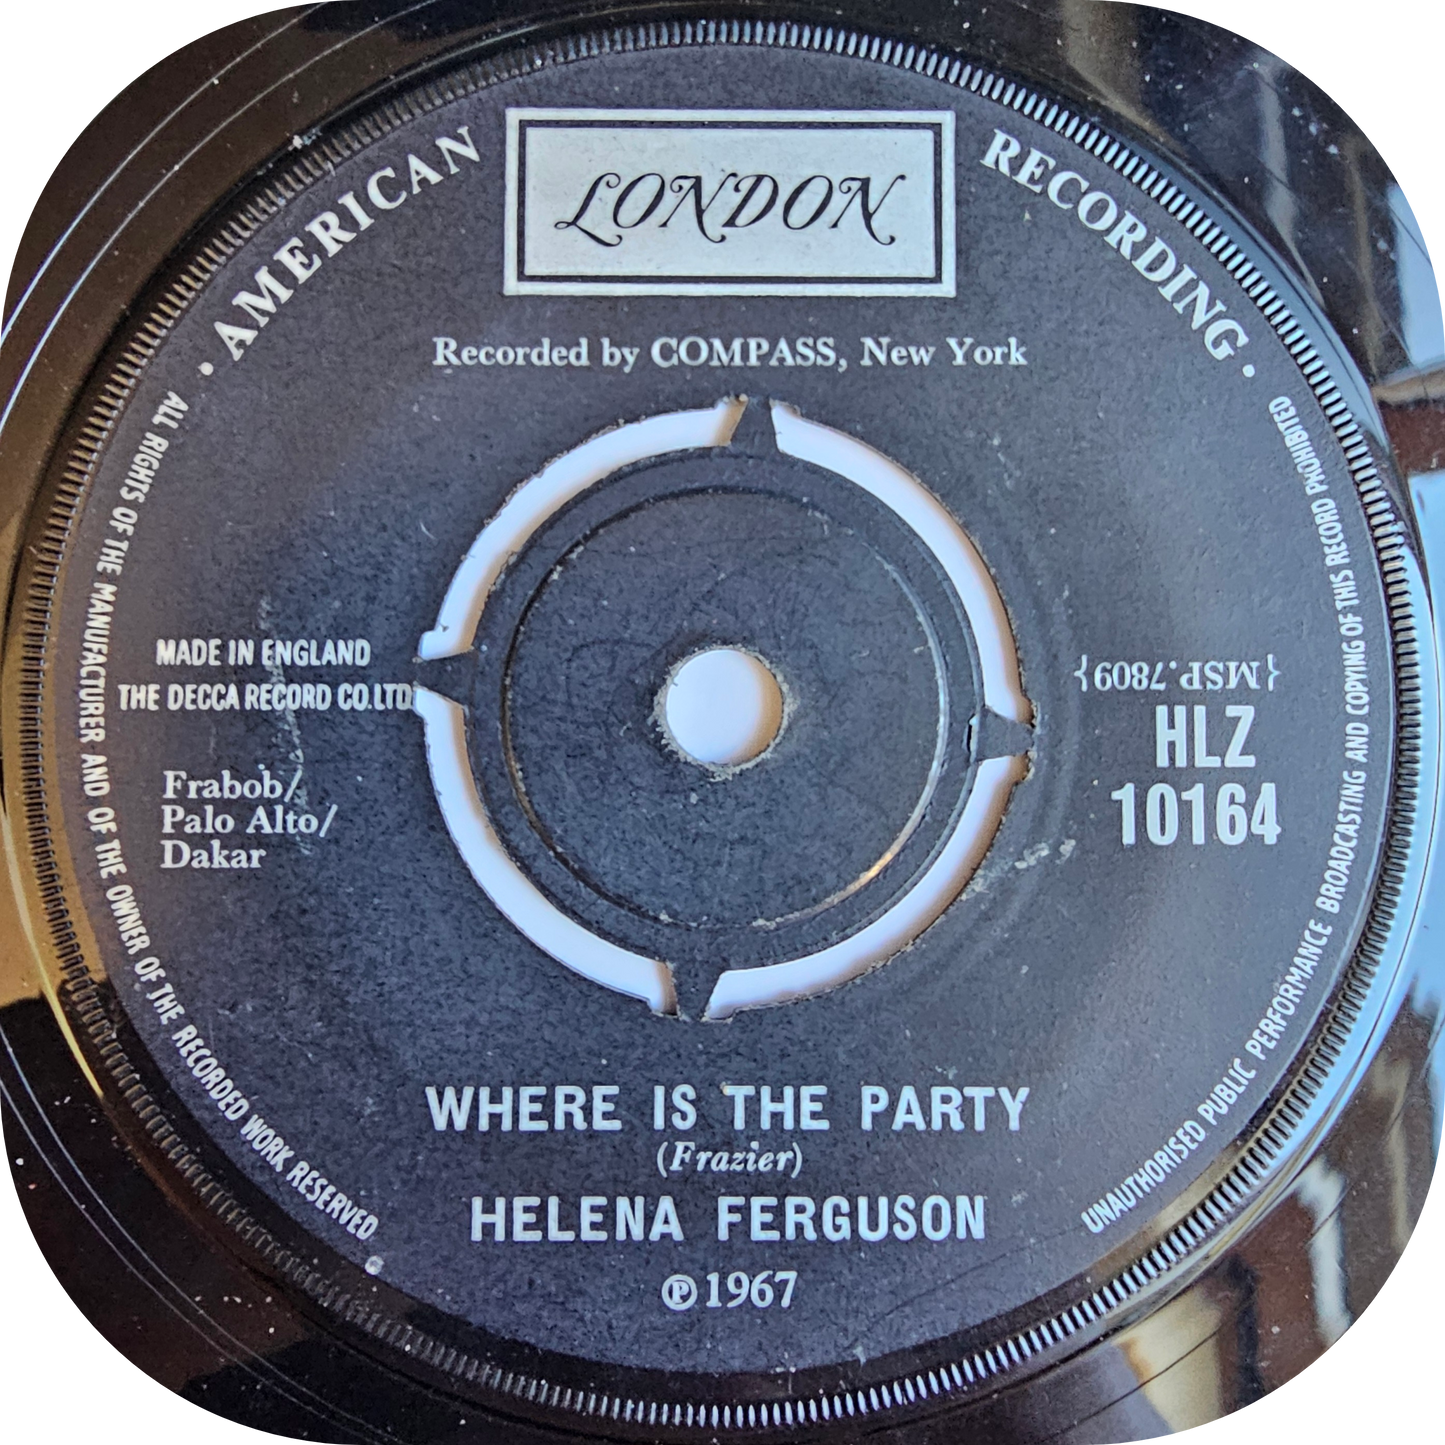 · AMERICAN RECORDING ·
LONDON
Recorded by COMPASS, New York
ALL RIGHTS OF THE MANUFACTURER AND OF THE OWNER OF THE RECORDED WORK RESERVED
UNAUTHORISED PUBLIC PERFORMANCE BROADCASTING AND COPYING OF THIS RECORD PROHIBITED
MADE IN ENGLAND
THE DECCA RECORD CO.LTD
Frabob/
Palo Alto/
Dakar
{MSP.7809}
HLZ
10164
WHERE IS THE PARTY
(Frazier)
HELENA FERGUSON
℗1967